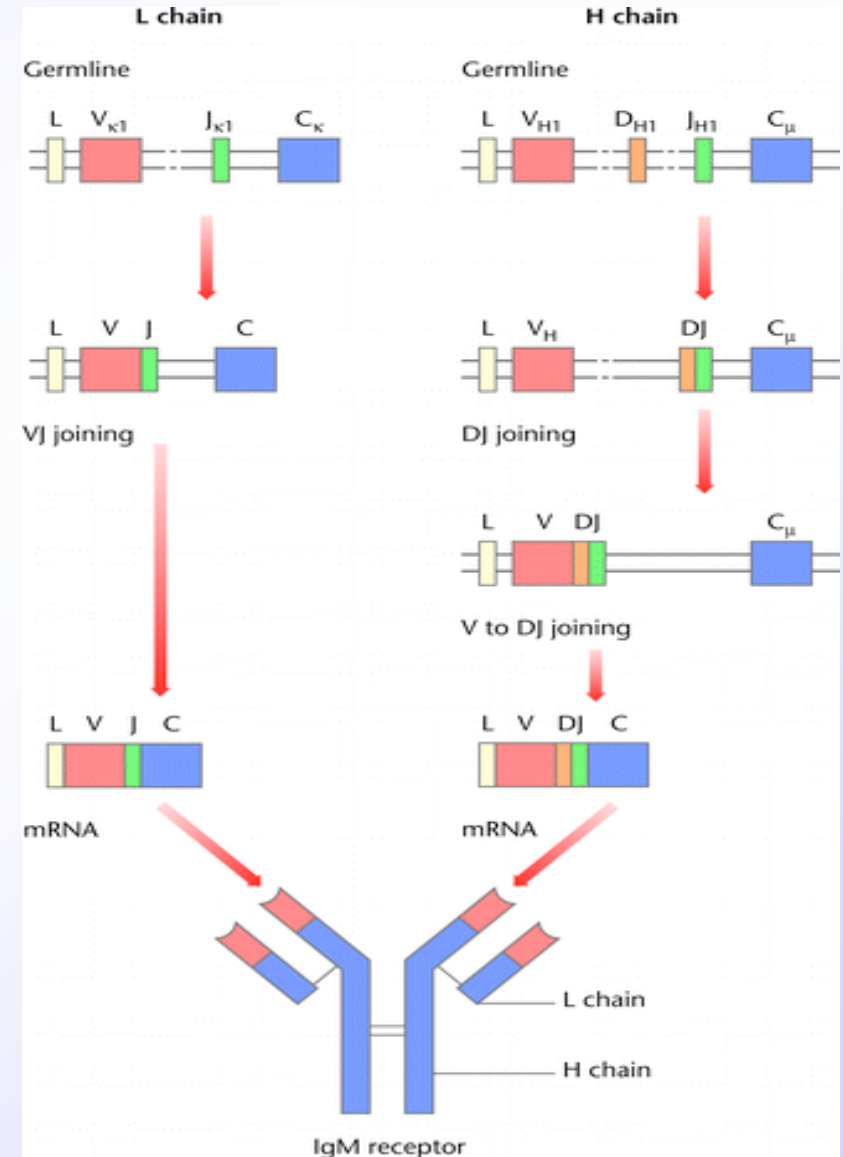 L chain
Germline
L Vκ1 Jκ1 Cκ
L V J C
VJ joining
L V J C
mRNA
H chain
Germline
L VH1 DH1 JH1 Cμ
L VH DJ Cμ
DJ joining
L V DJ Cμ
V to DJ joining
L V DJ C
mRNA
L chain
H chain
IgM receptor